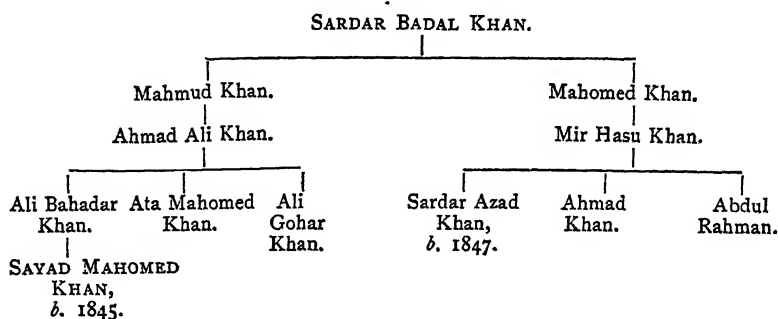 SARDAR BADAL KHAN.
Mahmud Khan. Mahomed Khan.
Ahmad Ali Khan. Mir Hasu Khan.
Ali Bahadar Ata Mahomed Ali Sardar Azad Ahmad Abdul
Khan. Khan. Gohar Khan, Khan. Rahman.
Khan. b. 1847.
SAYAD MAHOMED
KHAN,
b. 1845.